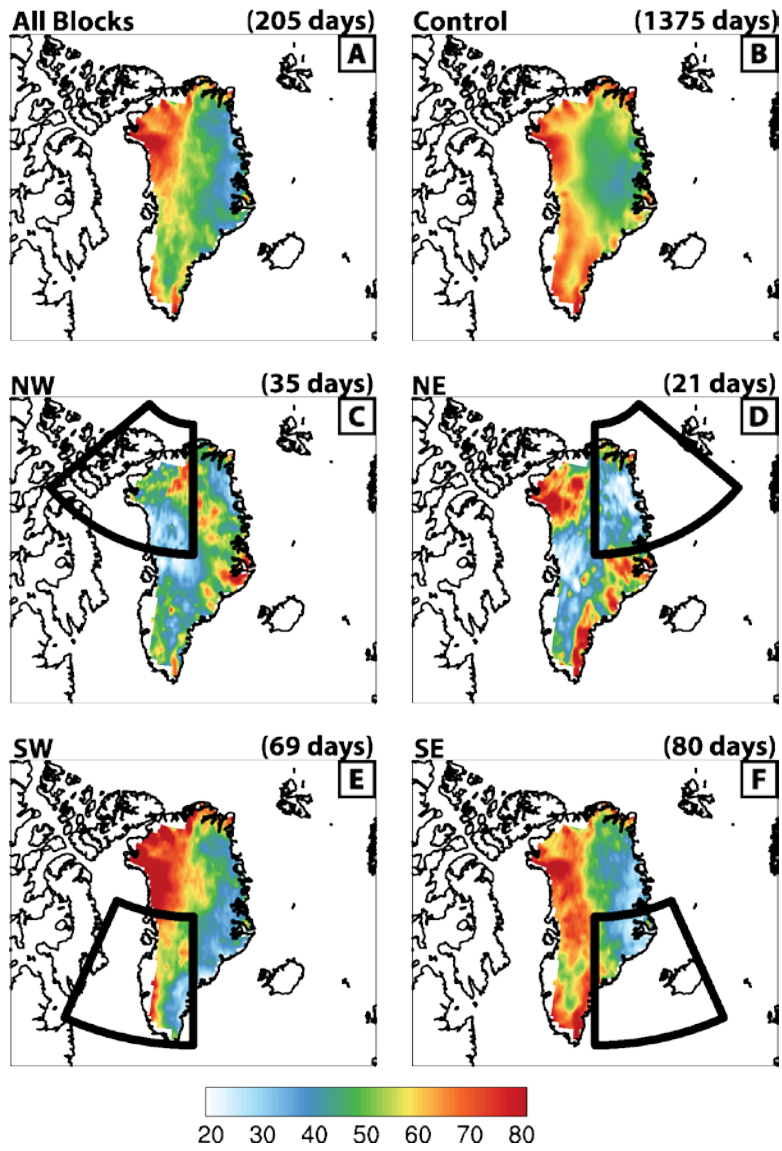 All Blocks (205 days) Control (1375 days)
A B
NW (35 days) NE (21 days)
C D
SW (69 days) SE (80 days)
E F
20 30 40 50 60 70 80